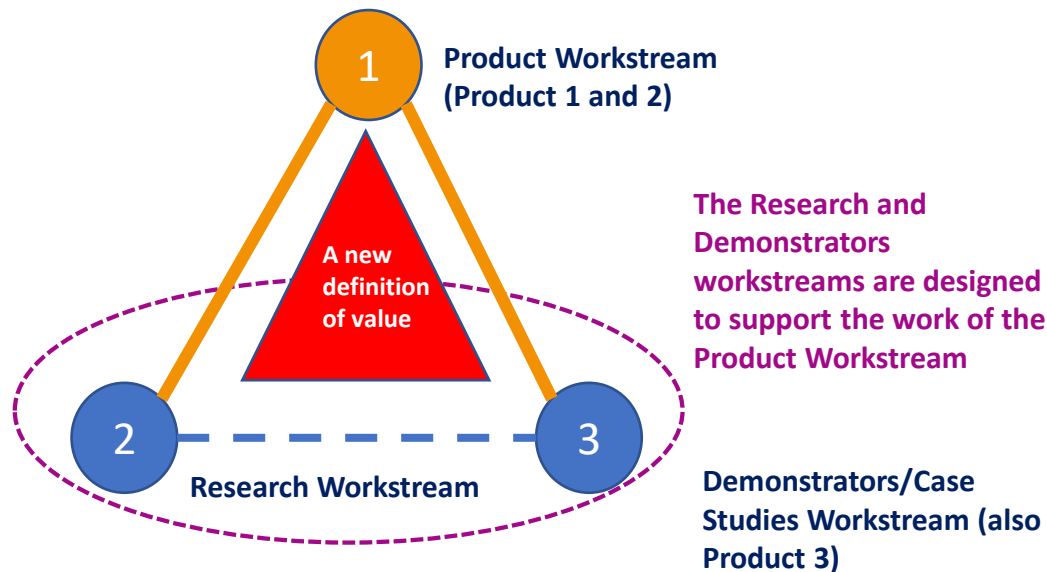 1
Product Workstream
(Product 1 and 2)
The Research and
Demonstrators
workstreams are designed
to support the work of the
Product Workstream
A new
definition
of value
2
3
Research Workstream
Demonstrators/Case
Studies Workstream (also
Product 3)